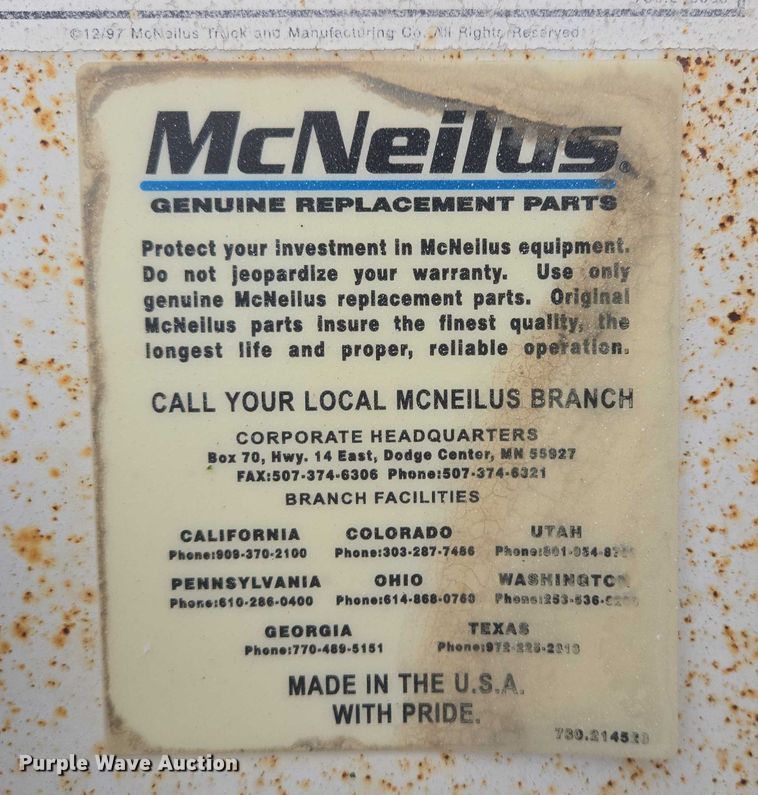 ©12/97 McNeilus Truck and Manufacturing Co. All Rights Reserved
McNeilus®
GENUINE REPLACEMENT PARTS
Protect your investment in McNeilus equipment.
Do not jeopardize your warranty. Use only
genuine McNeilus replacement parts. Original
McNeilus parts insure the finest quality, the
longest life and proper, reliable operation.
CALL YOUR LOCAL MCNEILUS BRANCH
CORPORATE HEADQUARTERS
Box 70, Hwy. 14 East, Dodge Center, MN 55927
FAX:507-374-6306 Phone:507-374-6321
BRANCH FACILITIES
CALIFORNIA COLORADO UTAH
Phone:909-370-2100 Phone:303-287-7486 Phone:
PENNSYLVANIA OHIO WASHINGTO
Phone:610-286-0400 Phone:614-868-0760 Phone:
GEORGIA TEXAS
Phone:770-489-5151 Phone:
MADE IN THE U.S.A.
WITH PRIDE.
Purple Wave Auction